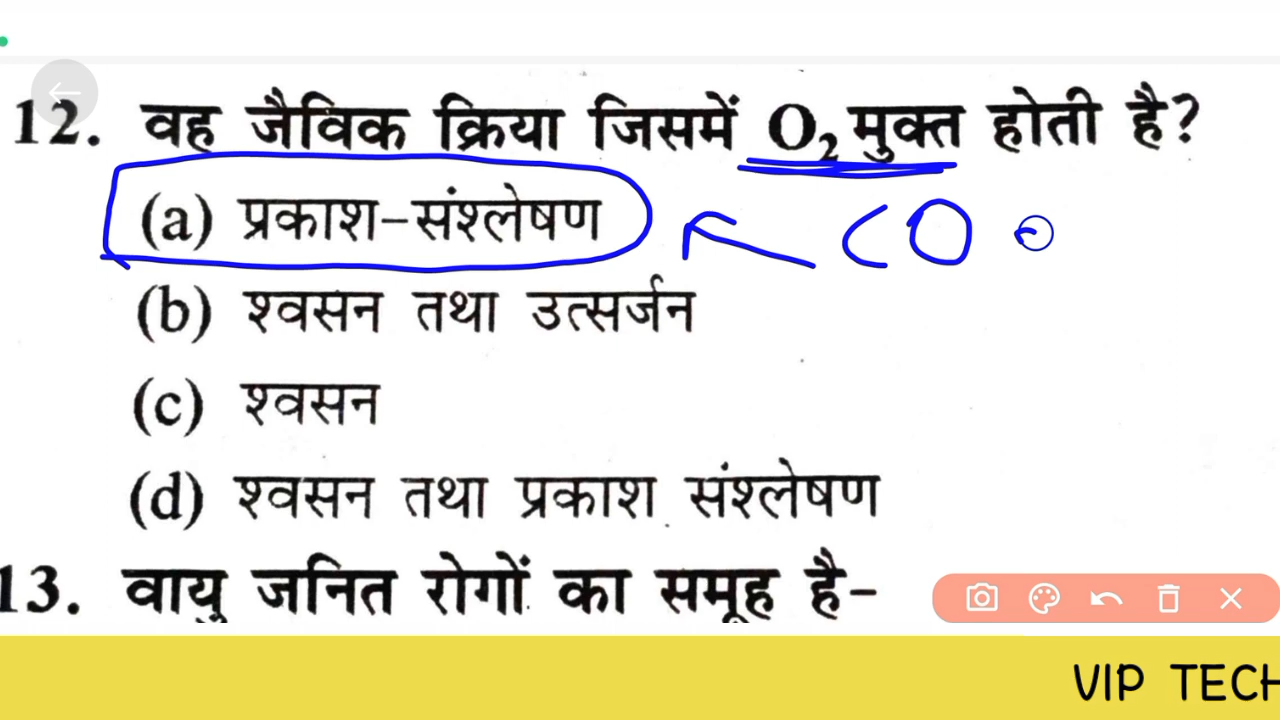 12. वह जैविक क्रिया जिसमें O₂ मुक्त होती है?
(a) प्रकाश-संश्लेषण
CO
(b) श्वसन तथा उत्सर्जन
(c) श्वसन
(d) श्वसन तथा प्रकाश संश्लेषण
13. वायु जनित रोगों का समूह है-
VIP TECH